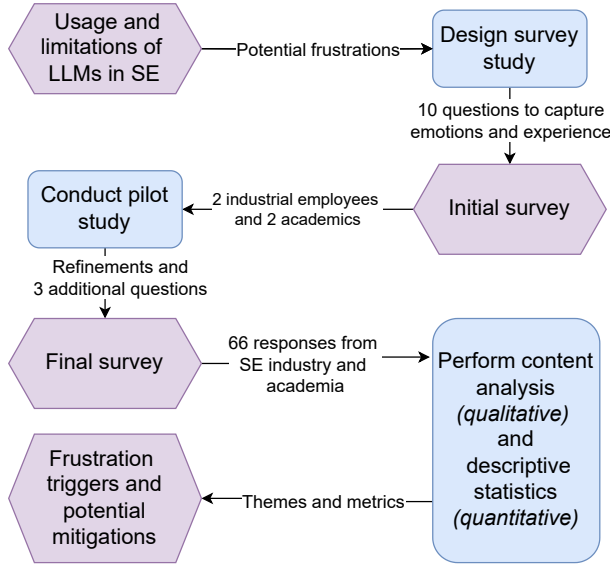 Usage and
limitations of
LLMs in SE
Potential frustrations
Design survey
study
10 questions to capture
emotions and experience
Initial survey
2 industrial employees
and 2 academics
Conduct pilot
study
Refinements and
3 additional questions
Final survey
66 responses from
SE industry and
academia
Perform content
analysis
(qualitative)
and
descriptive
statistics
(quantitative)
Themes and metrics
Frustration
triggers and
potential
mitigations